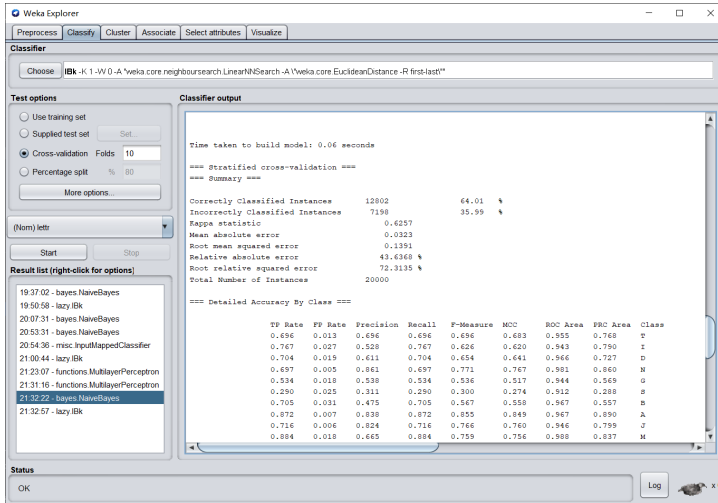 Weka Explorer
Preprocess Classify Cluster Associate Select attributes Visualize
Classifier
Choose IBk -K 1 -W 0 -A "weka.core.neighboursearch.LinearNNSearch -A \"weka.core.EuclideanDistance -R first-last\""
Test options
Use training set
Supplied test set Set...
Cross-validation Folds 10
Percentage split % 80
More options...
(Nom) lettr
Start Stop
Result list (right-click for options)
19:37:02 - bayes.NaiveBayes
19:50:58 - lazy.IBk
20:07:31 - bayes.NaiveBayes
20:53:31 - bayes.NaiveBayes
20:54:36 - misc.InputMappedClassifier
21:00:44 - lazy.IBk
21:23:07 - functions.MultilayerPerceptron
21:31:16 - functions.MultilayerPerceptron
21:32:22 - bayes.NaiveBayes
21:32:57 - lazy.IBk
Classifier output
Time taken to build model: 0.06 seconds
=== Stratified cross-validation ===
=== Summary ===
Correctly Classified Instances 12802 64.01 %
Incorrectly Classified Instances 7198 35.99 %
Kappa statistic 0.6257
Mean absolute error 0.0323
Root mean squared error 0.1391
Relative absolute error 43.6368 %
Root relative squared error 72.3135 %
Total Number of Instances 20000
=== Detailed Accuracy By Class ===
TP Rate FP Rate Precision Recall F-Measure MCC ROC Area PRC Area Class
0.696 0.013 0.696 0.696 0.696 0.683 0.955 0.768 T
0.767 0.027 0.528 0.767 0.626 0.620 0.943 0.790 I
0.704 0.019 0.611 0.704 0.654 0.641 0.966 0.727 D
0.697 0.005 0.861 0.697 0.771 0.767 0.981 0.860 N
0.534 0.018 0.538 0.534 0.536 0.517 0.944 0.569 G
0.290 0.025 0.311 0.290 0.300 0.274 0.912 0.288 S
0.705 0.031 0.475 0.705 0.567 0.558 0.967 0.557 B
0.872 0.007 0.838 0.872 0.855 0.849 0.967 0.890 A
0.716 0.006 0.824 0.716 0.766 0.760 0.946 0.799 J
0.884 0.018 0.665 0.884 0.759 0.756 0.988 0.837 M
Status
OK
Log
x